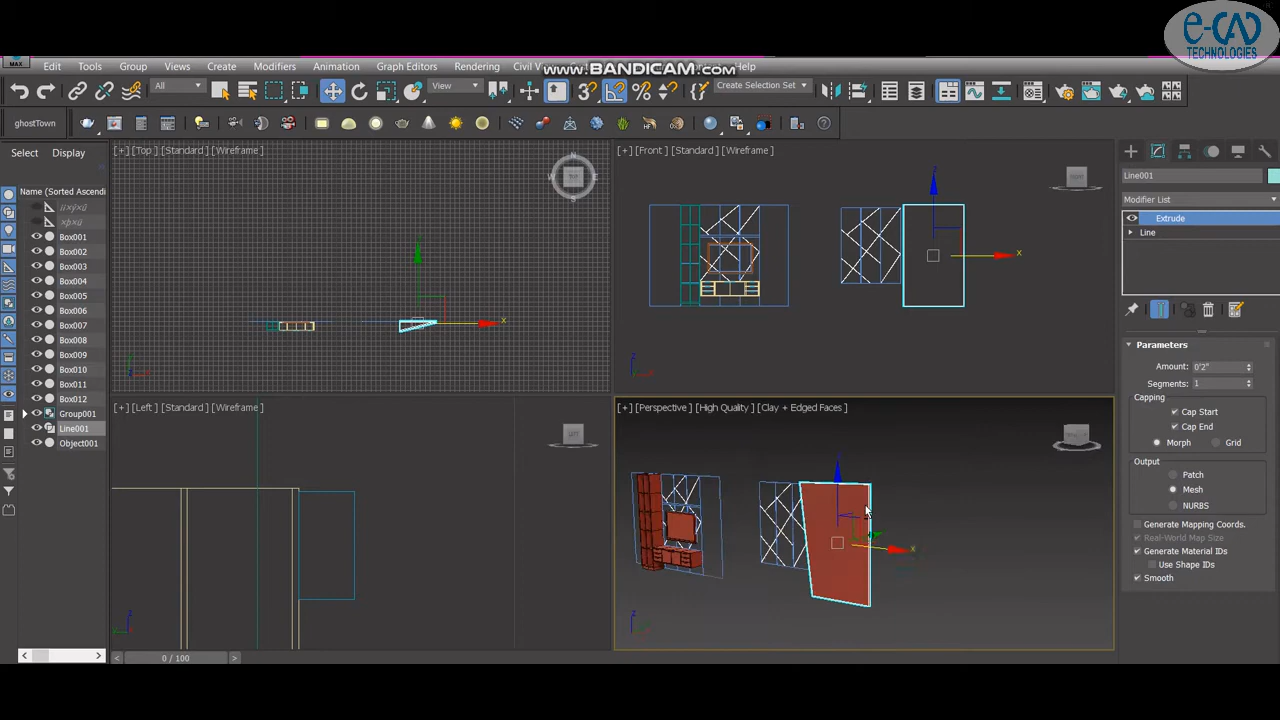 e-CAD
TECHNOLOGIES
MAX
www.BANDICAM.com
Edit Tools Group Views Create Modifiers Animation Graph Editors Rendering Civil Help
All View Create Selection Set
ghostTown
Select Display
Name (Sorted Ascendi
Box001
Box002
Box003
Box004
Box005
Box006
Box007
Box008
Box009
Box010
Box011
Box012
Group001
Line001
Object001
[+] [Top] [Standard] [Wireframe]
N
W TOP E
S
x
[+] [Front] [Standard] [Wireframe]
x
z
[+] [Left] [Standard] [Wireframe]
LEFT
z
[+] [Perspective] [High Quality] [Clay + Edged Faces]
x
z
0 / 100
Line001
Modifier List
Extrude
Line
Parameters
Amount: 0'2"
Segments: 1
Capping
Cap Start
Cap End
Morph Grid
Output
Patch
Mesh
NURBS
Generate Mapping Coords.
Real-World Map Size
Generate Material IDs
Use Shape IDs
Smooth